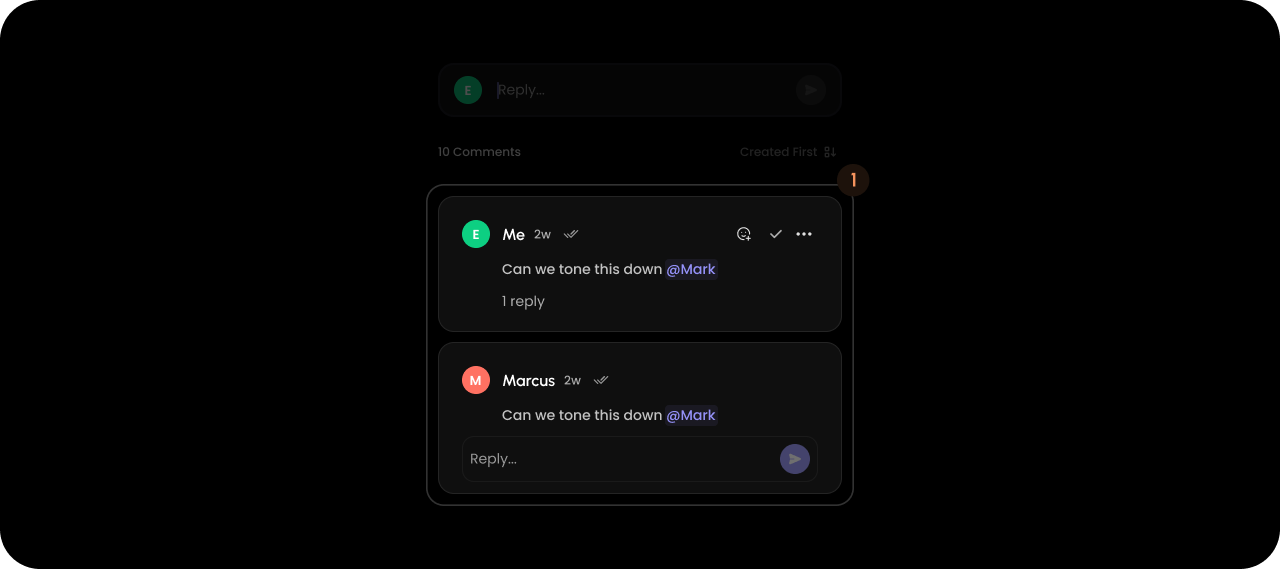 E Reply...
10 Comments Created First
1
E Me 2w
Can we tone this down @Mark
1 reply
M Marcus 2w
Can we tone this down @Mark
Reply...